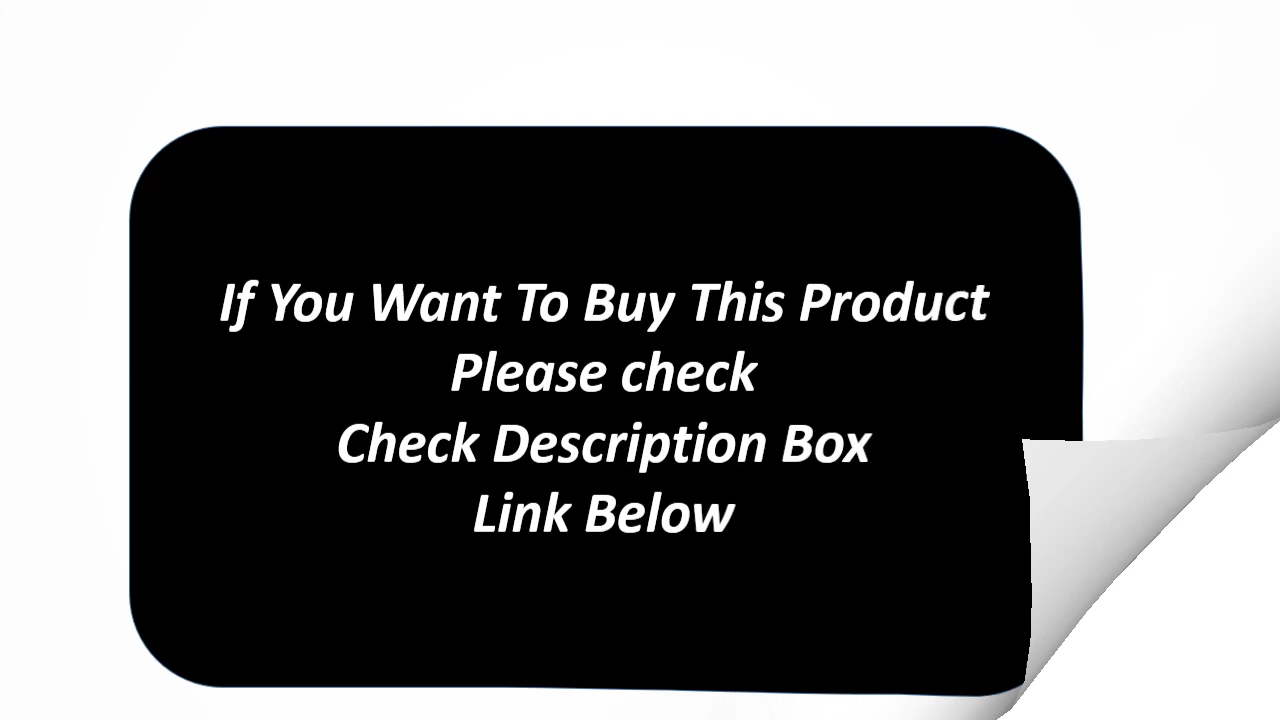 If You Want To Buy This Product
Please check
Check Description Box
Link Below